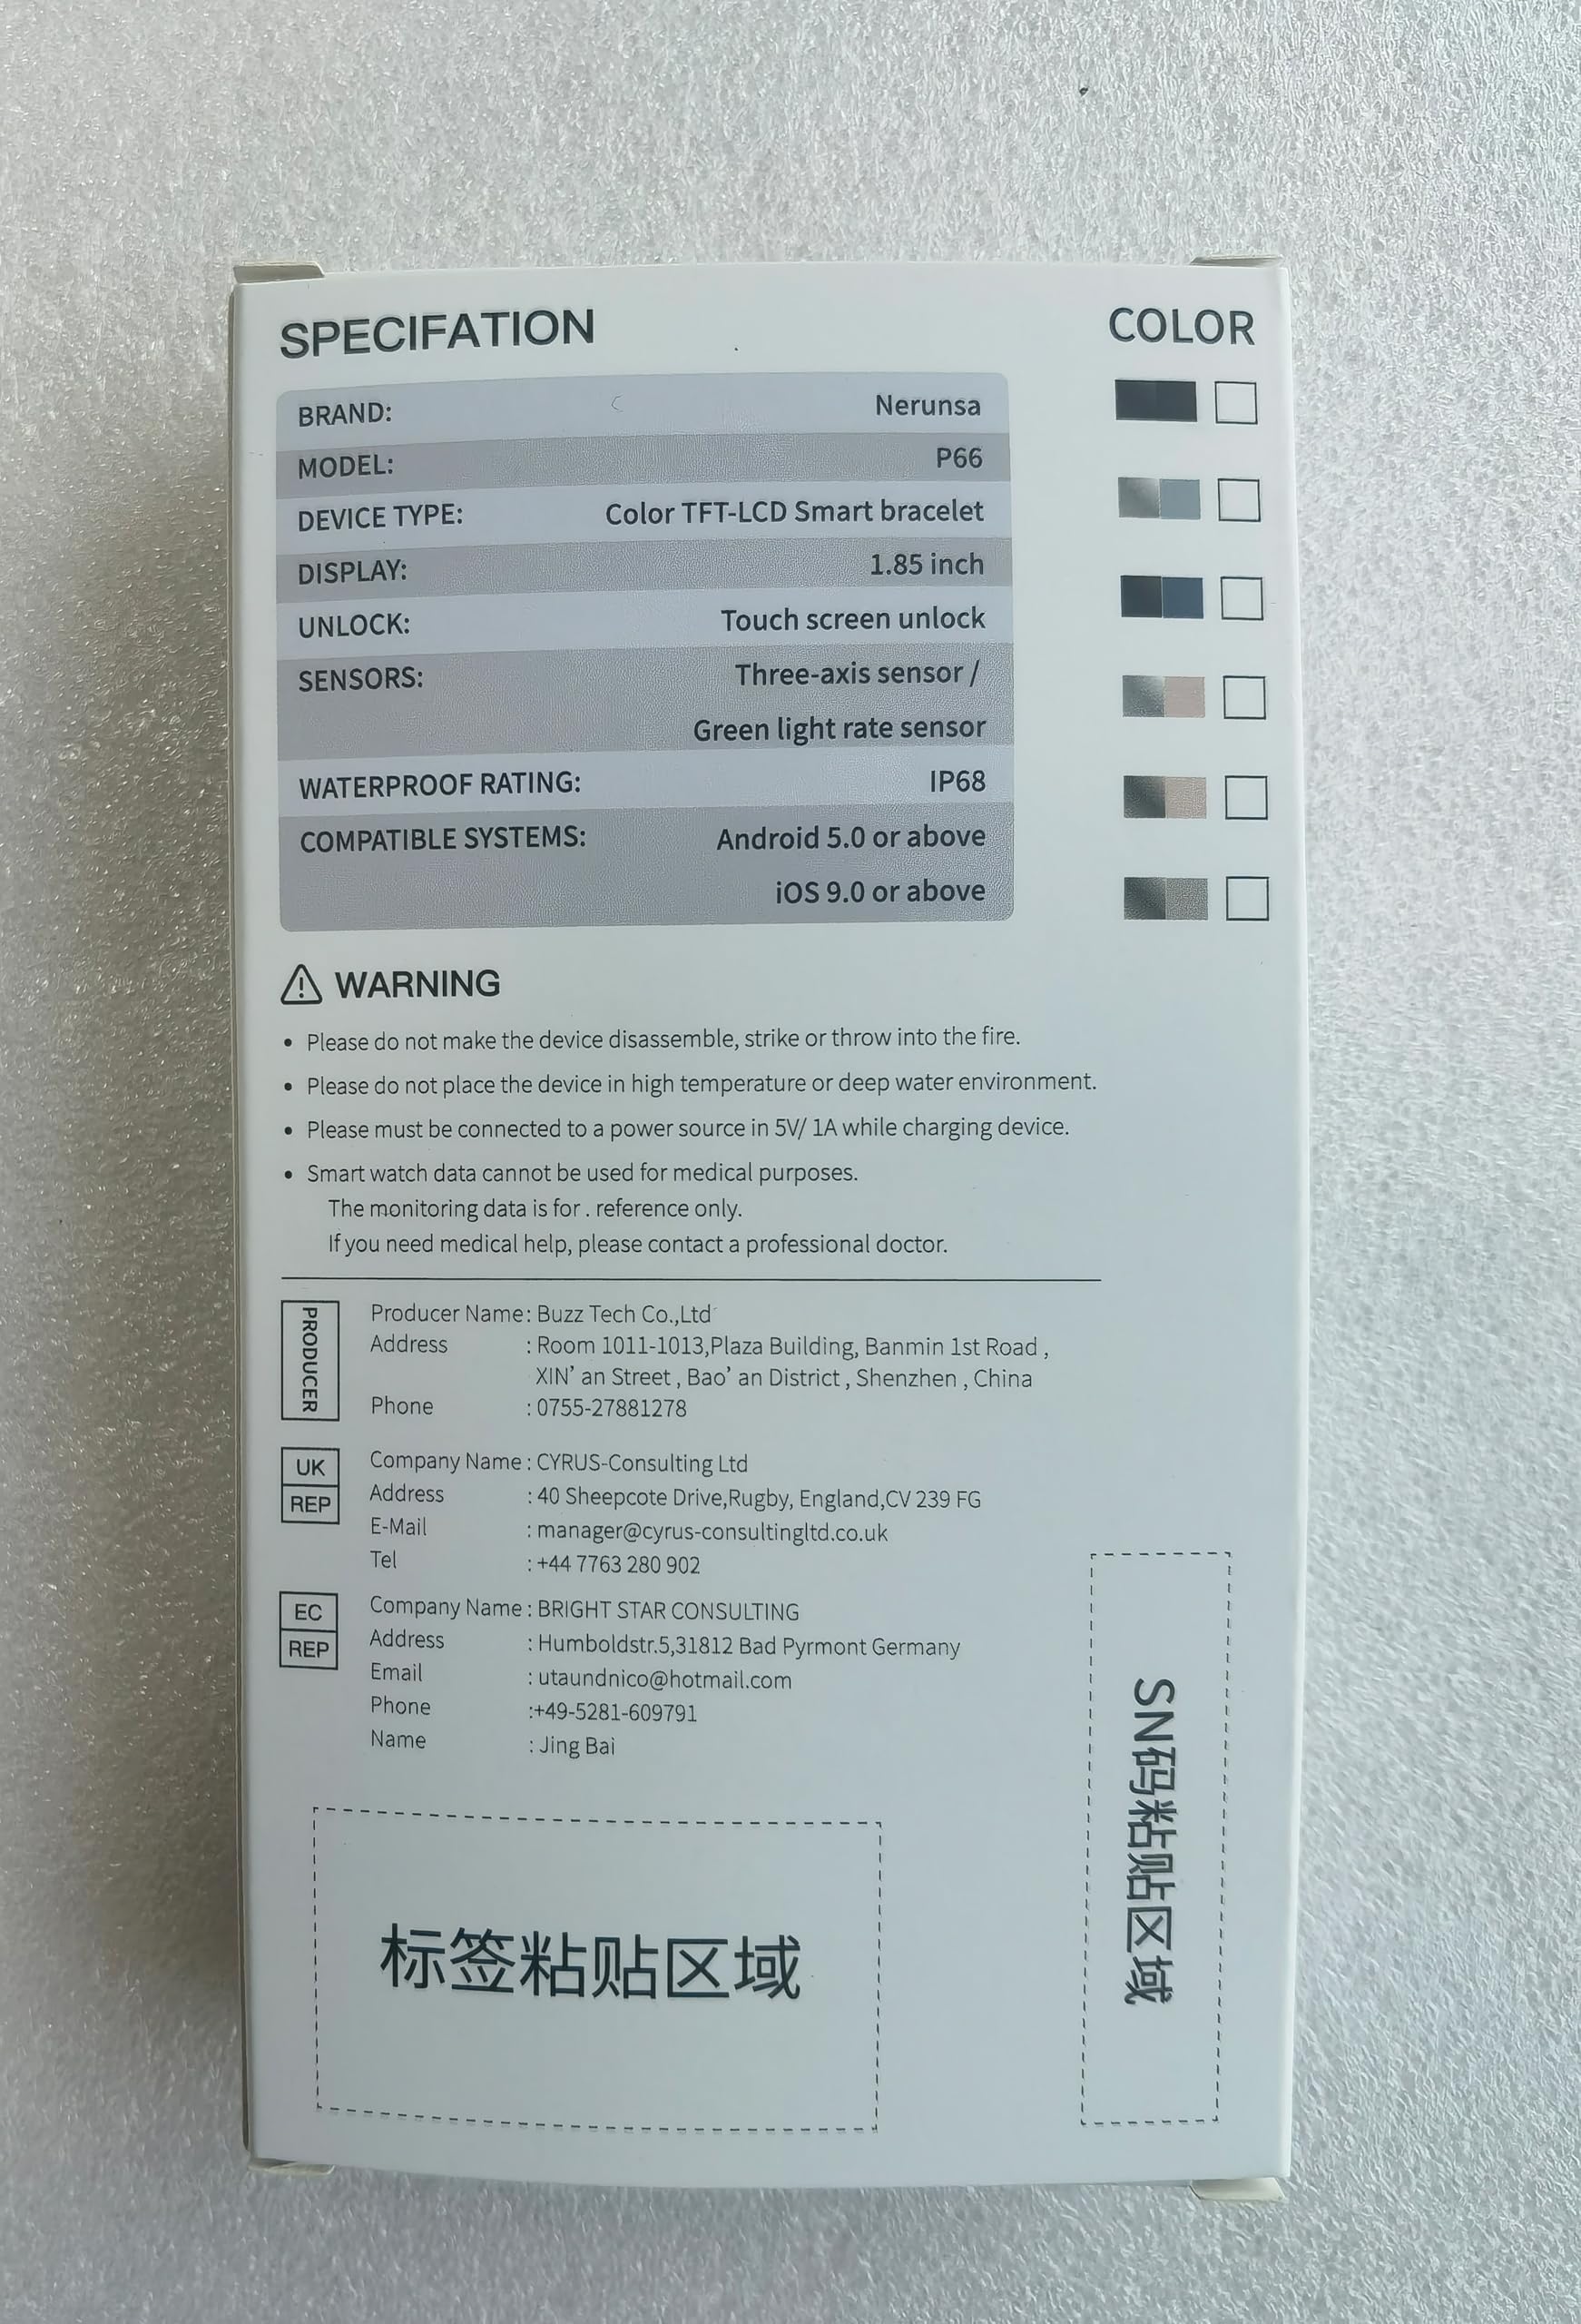 SPECIFATION
COLOR
BRAND: Nerunsa
MODEL: P66
DEVICE TYPE: Color TFT-LCD Smart bracelet
DISPLAY: 1.85 inch
UNLOCK: Touch screen unlock
SENSORS: Three-axis sensor /
Green light rate sensor
WATERPROOF RATING: IP68
COMPATIBLE SYSTEMS: Android 5.0 or above
iOS 9.0 or above
WARNING
• Please do not make the device disassemble, strike or throw into the fire.
• Please do not place the device in high temperature or deep water environment.
• Please must be connected to a power source in 5V/ 1A while charging device.
• Smart watch data cannot be used for medical purposes.
The monitoring data is for . reference only.
If you need medical help, please contact a professional doctor.
PRODUCER
Producer Name : Buzz Tech Co.,Ltd
Address : Room 1011-1013,Plaza Building, Banmin 1st Road ,
XIN’ an Street , Bao’ an District , Shenzhen , China
Phone : 0755-27881278
UK
REP
Company Name : CYRUS-Consulting Ltd
Address : 40 Sheepcote Drive,Rugby, England,CV 239 FG
E-Mail : manager@cyrus-consultingltd.co.uk
Tel : +44 7763 280 902
EC
REP
Company Name : BRIGHT STAR CONSULTING
Address : Humboldstr.5,31812 Bad Pyrmont Germany
Email : utaundnico@hotmail.com
Phone :+49-5281-609791
Name : Jing Bai
SN码粘贴区域
标签粘贴区域